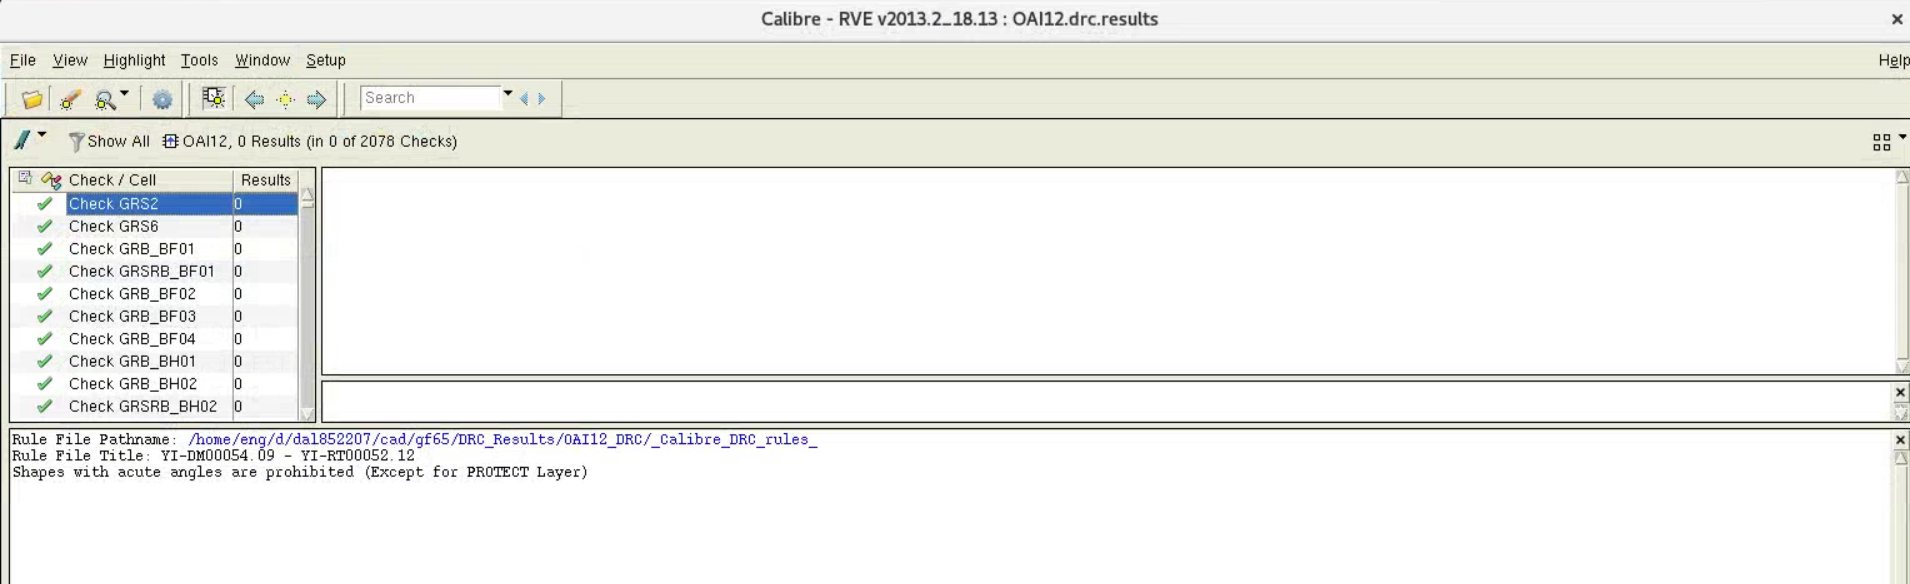 Calibre - RVE v2013.2_18.13 : OAI12.drc.results
File View Highlight Tools Window Setup Help
Search
Show All OAI12, 0 Results (in 0 of 2078 Checks)
Check / Cell Results
Check GRS2 0
Check GRS6 0
Check GRB_BF01 0
Check GRSRB_BF01 0
Check GRB_BF02 0
Check GRB_BF03 0
Check GRB_BF04 0
Check GRB_BH01 0
Check GRB_BH02 0
Check GRSRB_BH02 0
Rule File Pathname: /home/eng/d/dal852207/cad/gf65/DRC_Results/OAI12_DRC/_Calibre_DRC_rules_
Rule File Title: YI-DM00054.09 - YI-RT00052.12
Shapes with acute angles are prohibited (Except for PROTECT Layer)